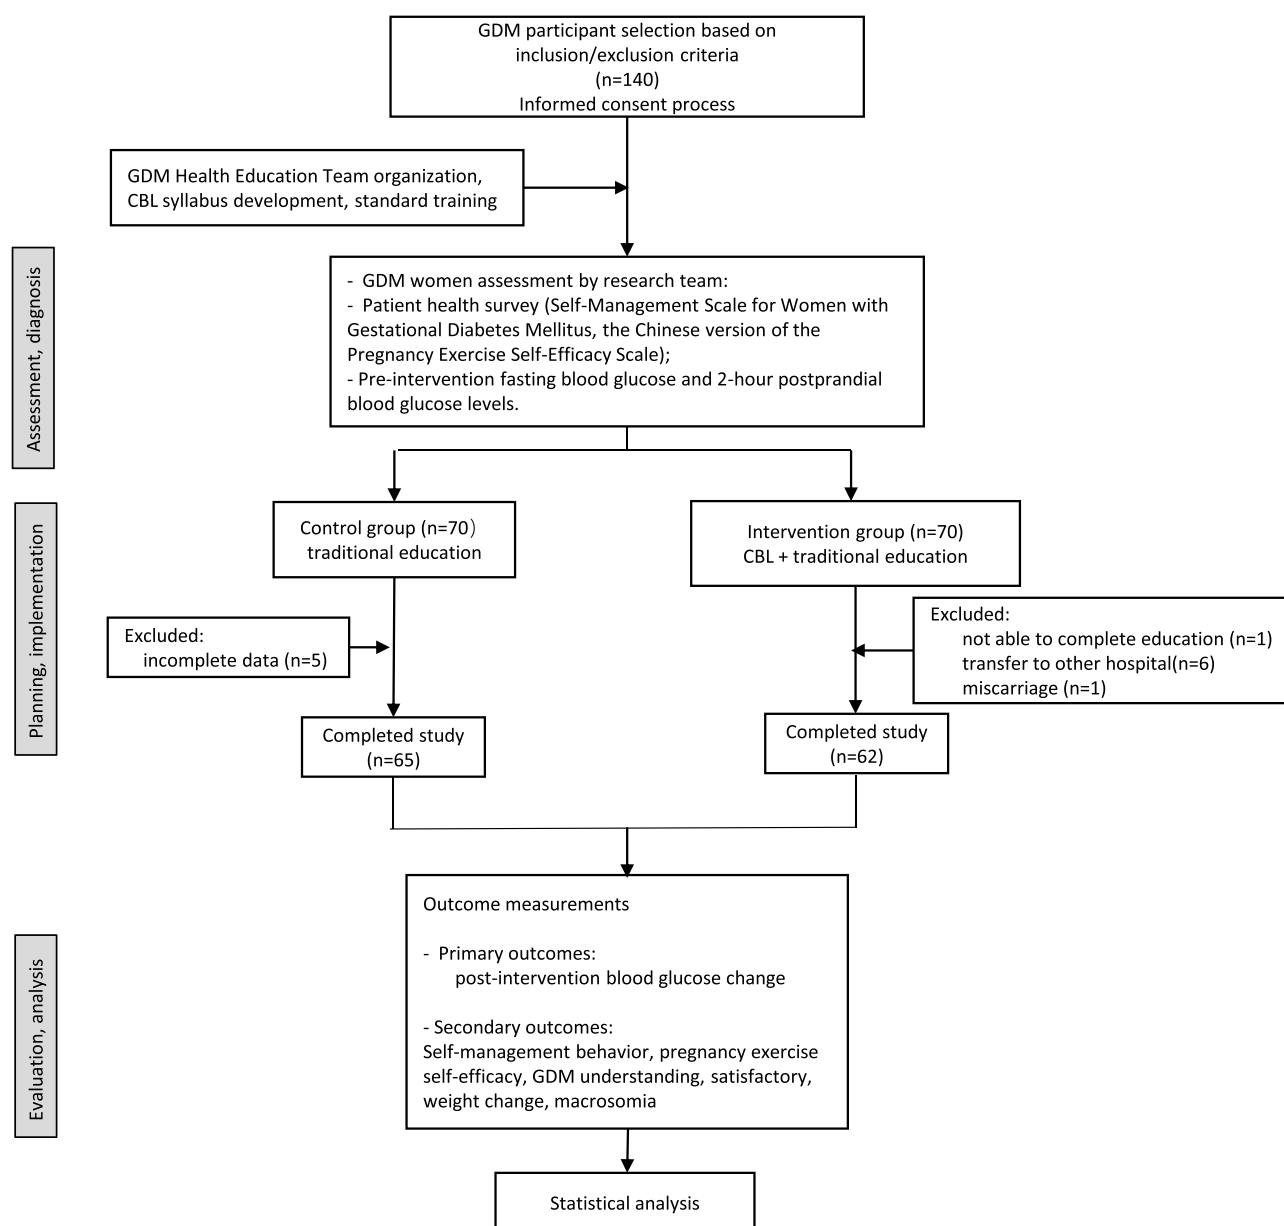 GDM participant selection based on
inclusion/exclusion criteria
(n=140)
Informed consent process
GDM Health Education Team organization,
CBL syllabus development, standard training
Assessment, diagnosis
- GDM women assessment by research team:
- Patient health survey (Self-Management Scale for Women with
Gestational Diabetes Mellitus, the Chinese version of the
Pregnancy Exercise Self-Efficacy Scale);
- Pre-intervention fasting blood glucose and 2-hour postprandial
blood glucose levels.
Planning, implementation
Control group (n=70）
traditional education
Intervention group (n=70)
CBL + traditional education
Excluded:
incomplete data (n=5)
Excluded:
not able to complete education (n=1)
transfer to other hospital(n=6)
miscarriage (n=1)
Completed study
(n=65)
Completed study
(n=62)
Evaluation, analysis
Outcome measurements
- Primary outcomes:
post-intervention blood glucose change
- Secondary outcomes:
Self-management behavior, pregnancy exercise
self-efficacy, GDM understanding, satisfactory,
weight change, macrosomia
Statistical analysis